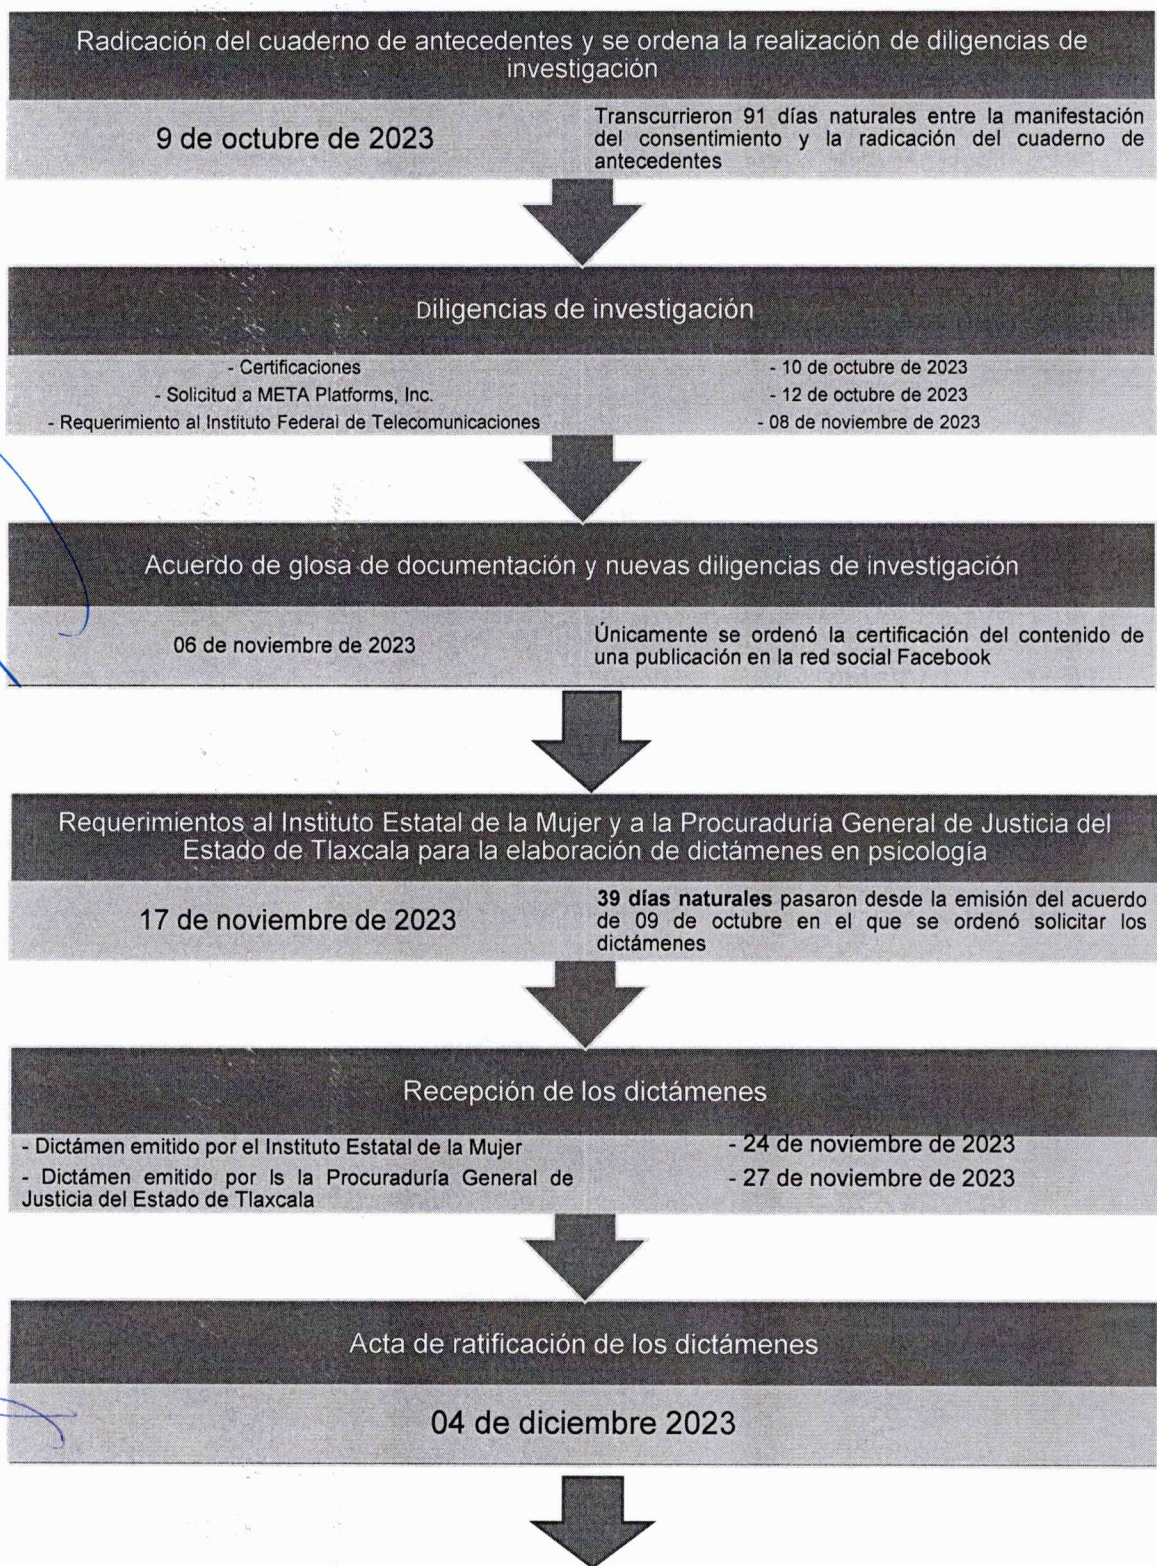 Radicación del cuaderno de antecedentes y se ordena la realización de diligencias de
investigación
9 de octubre de 2023
Transcurrieron 91 días naturales entre la manifestación
del consentimiento y la radicación del cuaderno de
antecedentes
Diligencias de investigación
- Certificaciones
- Solicitud a META Platforms, Inc.
- Requerimiento al Instituto Federal de Telecomunicaciones
- 10 de octubre de 2023
- 12 de octubre de 2023
- 08 de noviembre de 2023
Acuerdo de glosa de documentación y nuevas diligencias de investigación
06 de noviembre de 2023
Únicamente se ordenó la certificación del contenido de
una publicación en la red social Facebook
Requerimientos al Instituto Estatal de la Mujer y a la Procuraduría General de Justicia del
Estado de Tlaxcala para la elaboración de dictámenes en psicología
17 de noviembre de 2023
39 días naturales pasaron desde la emisión del acuerdo
de 09 de octubre en el que se ordenó solicitar los
dictámenes
Recepción de los dictámenes
- Dictámen emitido por el Instituto Estatal de la Mujer
- Dictámen emitido por ls la Procuraduría General de
Justicia del Estado de Tlaxcala
- 24 de noviembre de 2023
- 27 de noviembre de 2023
Acta de ratificación de los dictámenes
04 de diciembre 2023